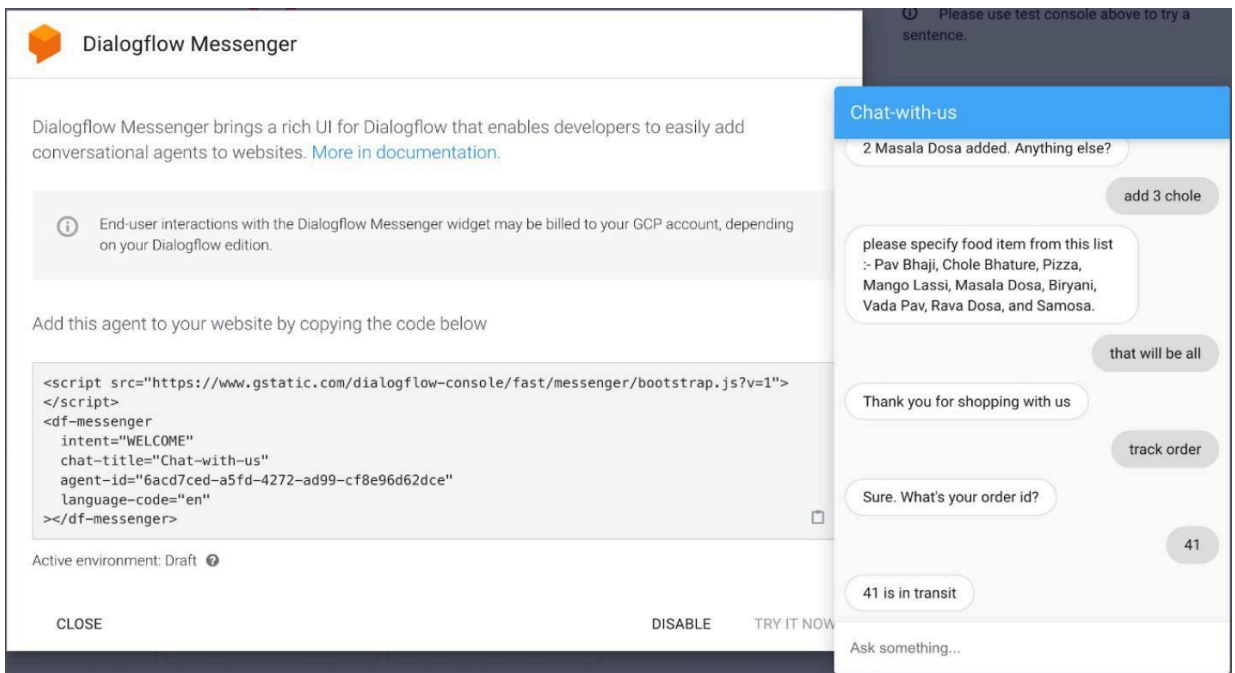 Dialogflow Messenger
Dialogflow Messenger brings a rich UI for Dialogflow that enables developers to easily add
conversational agents to websites. More in documentation.
End-user interactions with the Dialogflow Messenger widget may be billed to your GCP account, depending
on your Dialogflow edition.
Add this agent to your website by copying the code below
<script src="https://www.gstatic.com/dialogflow-console/fast/messenger/bootstrap.js?v=1">
</script>
<df-messenger
  intent="WELCOME"
  chat-title="Chat-with-us"
  agent-id="6acd7ced-a5fd-4272-ad99-cf8e96d62dce"
  language-code="en"
></df-messenger>
Active environment: Draft
CLOSE
DISABLE
TRY IT NOW
Please use test console above to try a
sentence.
Chat-with-us
2 Masala Dosa added. Anything else?
add 3 chole
please specify food item from this list
:- Pav Bhaji, Chole Bhature, Pizza,
Mango Lassi, Masala Dosa, Biryani,
Vada Pav, Rava Dosa, and Samosa.
that will be all
Thank you for shopping with us
track order
Sure. What's your order id?
41
41 is in transit
Ask something...